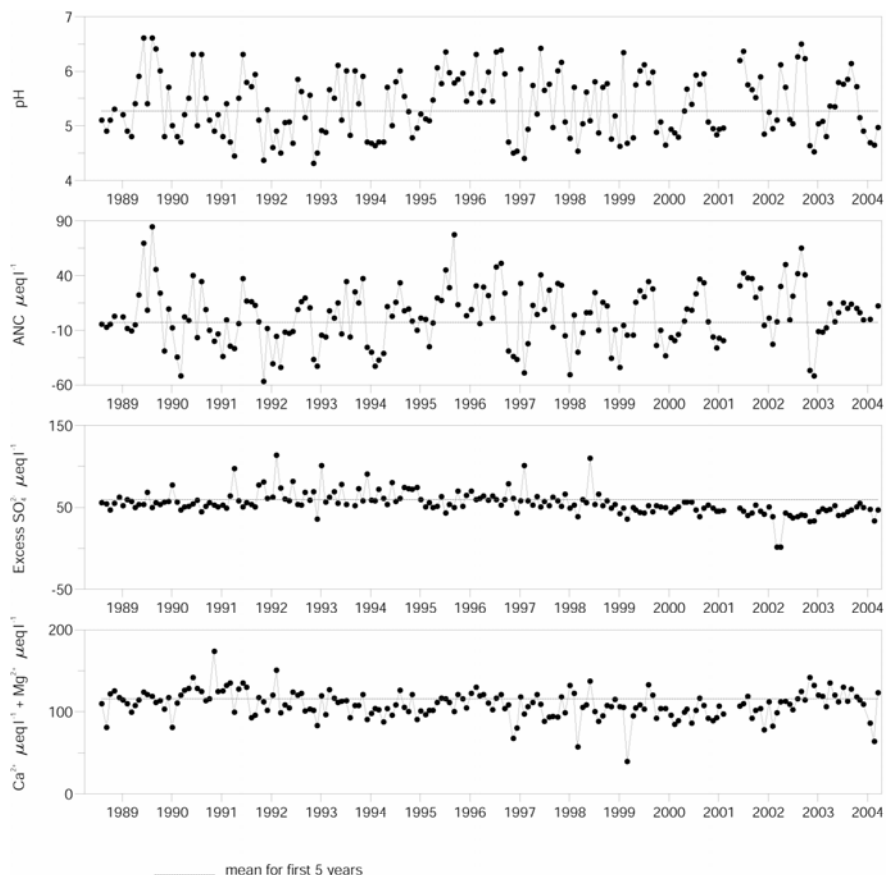 7
6
5
4
pH
1989 1990 1991 1992 1993 1994 1995 1996 1997 1998 1999 2000 2001 2002 2003 2004
90
40
-10
-60
ANC μeq l⁻¹
1989 1990 1991 1992 1993 1994 1995 1996 1997 1998 1999 2000 2001 2002 2003 2004
150
50
-50
Excess SO₄²⁻ μeq l⁻¹
1989 1990 1991 1992 1993 1994 1995 1996 1997 1998 1999 2000 2001 2002 2003 2004
200
100
0
Ca²⁺ μeq l⁻¹ + Mg²⁺ μeq l⁻¹
1989 1990 1991 1992 1993 1994 1995 1996 1997 1998 1999 2000 2001 2002 2003 2004
mean for first 5 years